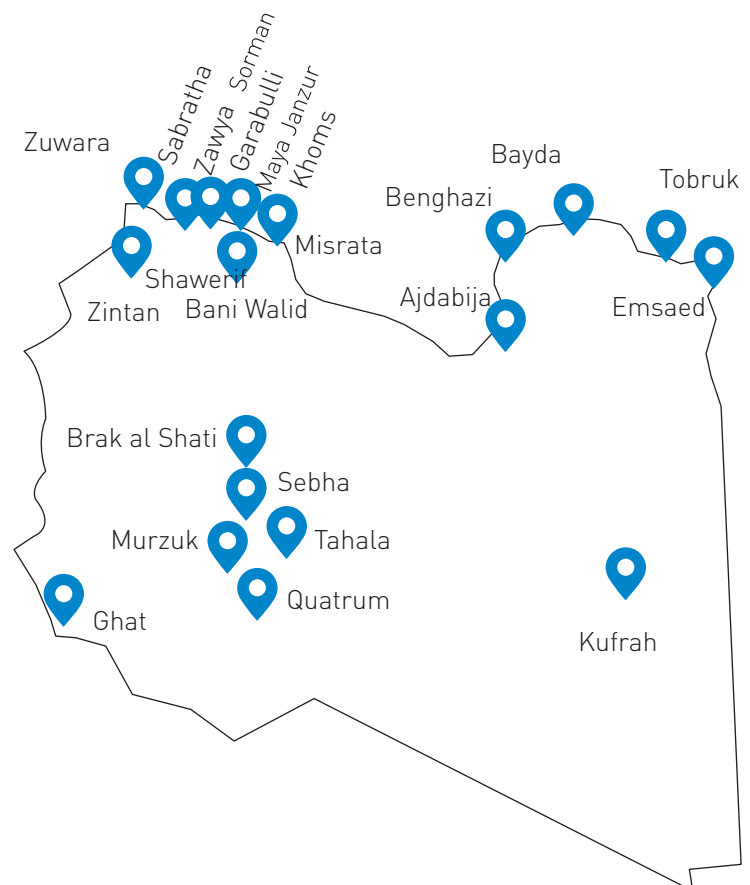 Zuwara
Sabratha
Zawya
Sorman
Garabulli
Maya Janzur
Khoms
Bayda
Tobruk
Benghazi
Misrata
Shawerif
Zintan
Bani Walid
Ajdabija
Emsaed
Brak al Shati
Sebha
Murzuk
Tahala
Quatrum
Ghat
Kufrah